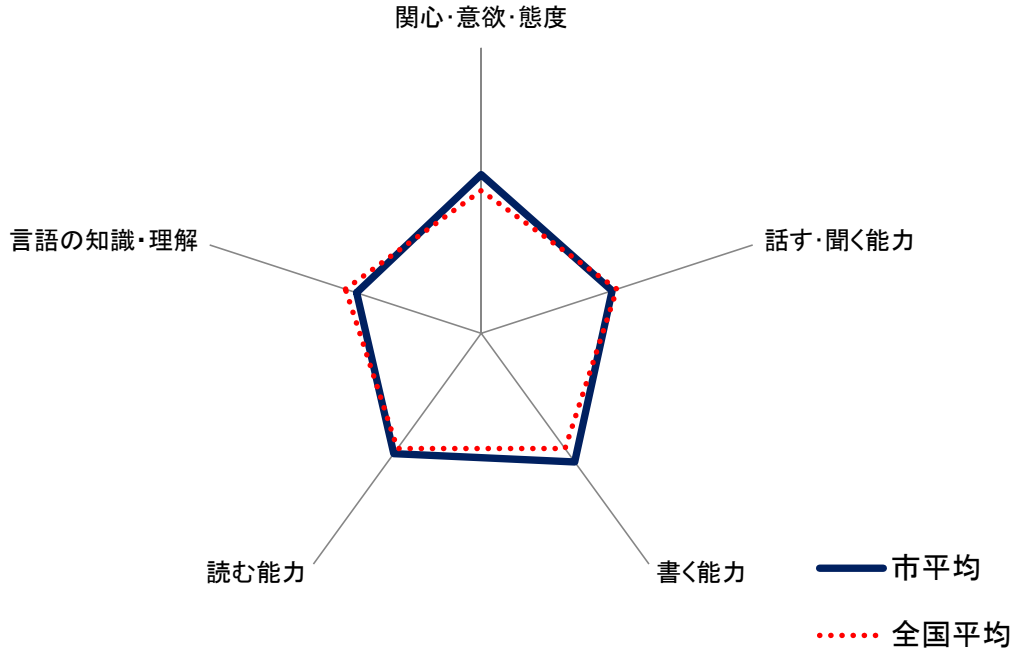 関心･意欲･態度
話す･聞く能力
書く能力
読む能力
言語の知識・理解
市平均
全国平均